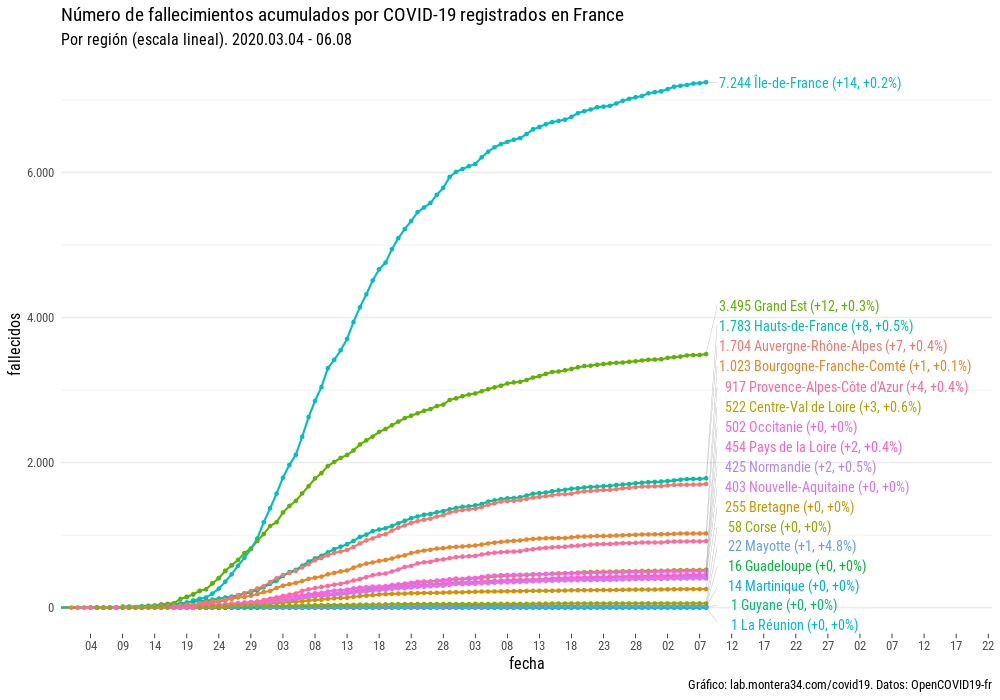 Número de fallecimientos acumulados por COVID-19 registrados en France
Por región (escala lineal). 2020.03.04 - 06.08
7.244 Île-de-France (+14, +0.2%)
6.000
4.000
2.000
0
fallecidos
3.495 Grand Est (+12, +0.3%)
1.783 Hauts-de-France (+8, +0.5%)
1.704 Auvergne-Rhône-Alpes (+7, +0.4%)
1.023 Bourgogne-Franche-Comté (+1, +0.1%)
917 Provence-Alpes-Côte d'Azur (+4, +0.4%)
522 Centre-Val de Loire (+3, +0.6%)
502 Occitanie (+0, +0%)
454 Pays de la Loire (+2, +0.4%)
425 Normandie (+2, +0.5%)
403 Nouvelle-Aquitaine (+0, +0%)
255 Bretagne (+0, +0%)
58 Corse (+0, +0%)
22 Mayotte (+1, +4.8%)
16 Guadeloupe (+0, +0%)
14 Martinique (+0, +0%)
1 Guyane (+0, +0%)
1 La Réunion (+0, +0%)
04 09 14 19 24 29 03 08 13 18 23 28 03 08 13 18 23 28 02 07 12 17 22 27 02 07 12 17 22
fecha
Gráfico: lab.montera34.com/covid19. Datos: OpenCOVID19-fr